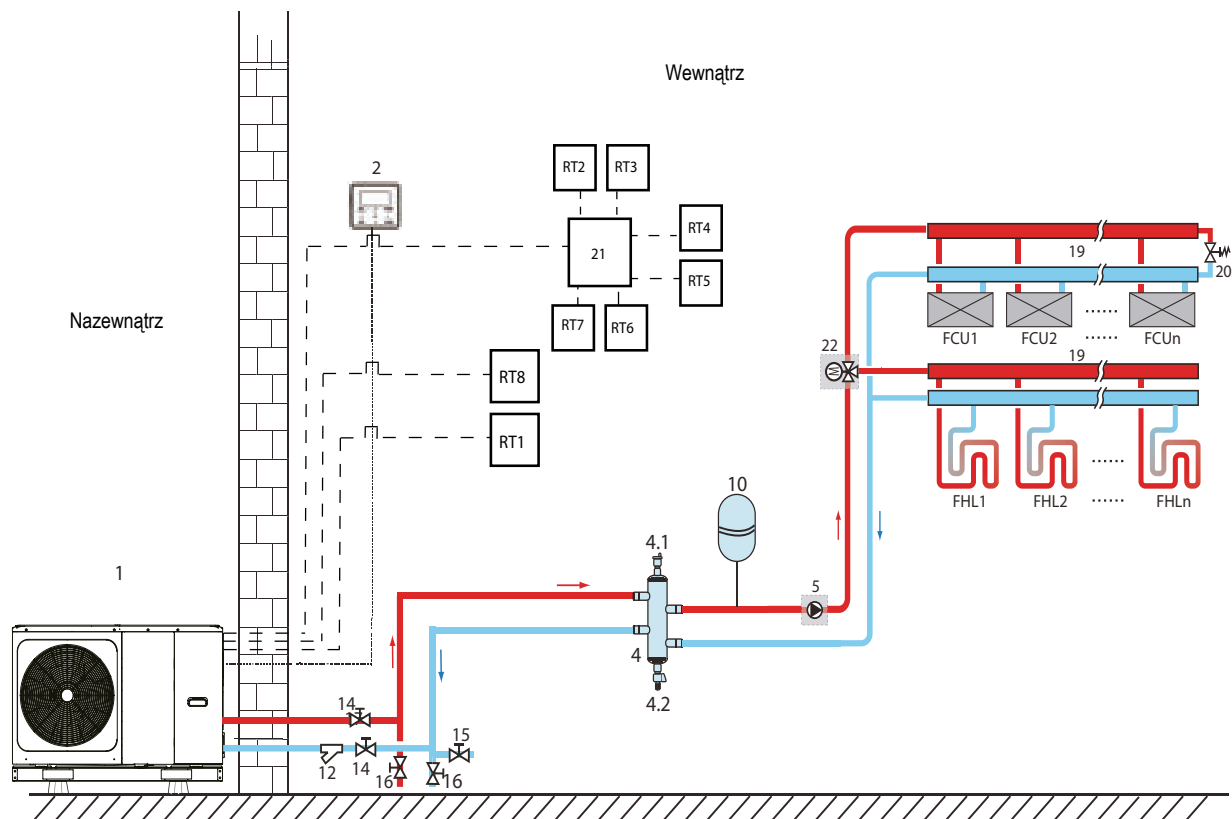 Wewnątrz
Nazewnątrz
2
RT2
RT3
RT4
21
RT5
RT7
RT6
RT8
RT1
19
20
FCU1
FCU2
......
FCUn
......
22
M
19
FHL1
FHL2
......
FHLn
......
10
4.1
5
4
4.2
1
14
15
12
14
16
16